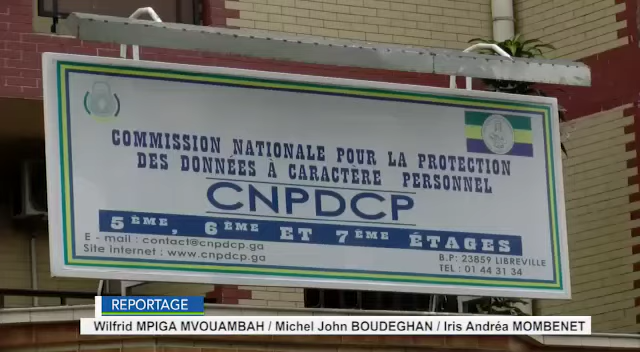 COMMISSION NATIONALE POUR LA PROTECTION
DES DONNÉES À CARACTÈRE PERSONNEL
CNPDCP
5ÈME, 6ÈME ET 7ÈME ÉTAGES
E - mail : contact@cnpdcp.ga
Site internet : www.cnpdcp.ga
B.P: 23859 LIBREVILLE
TEL : 01 44 31 34
REPORTAGE
Wilfrid MPIGA MVOUAMBAH / Michel John BOUDEGHAN / Iris Andréa MOMBENET